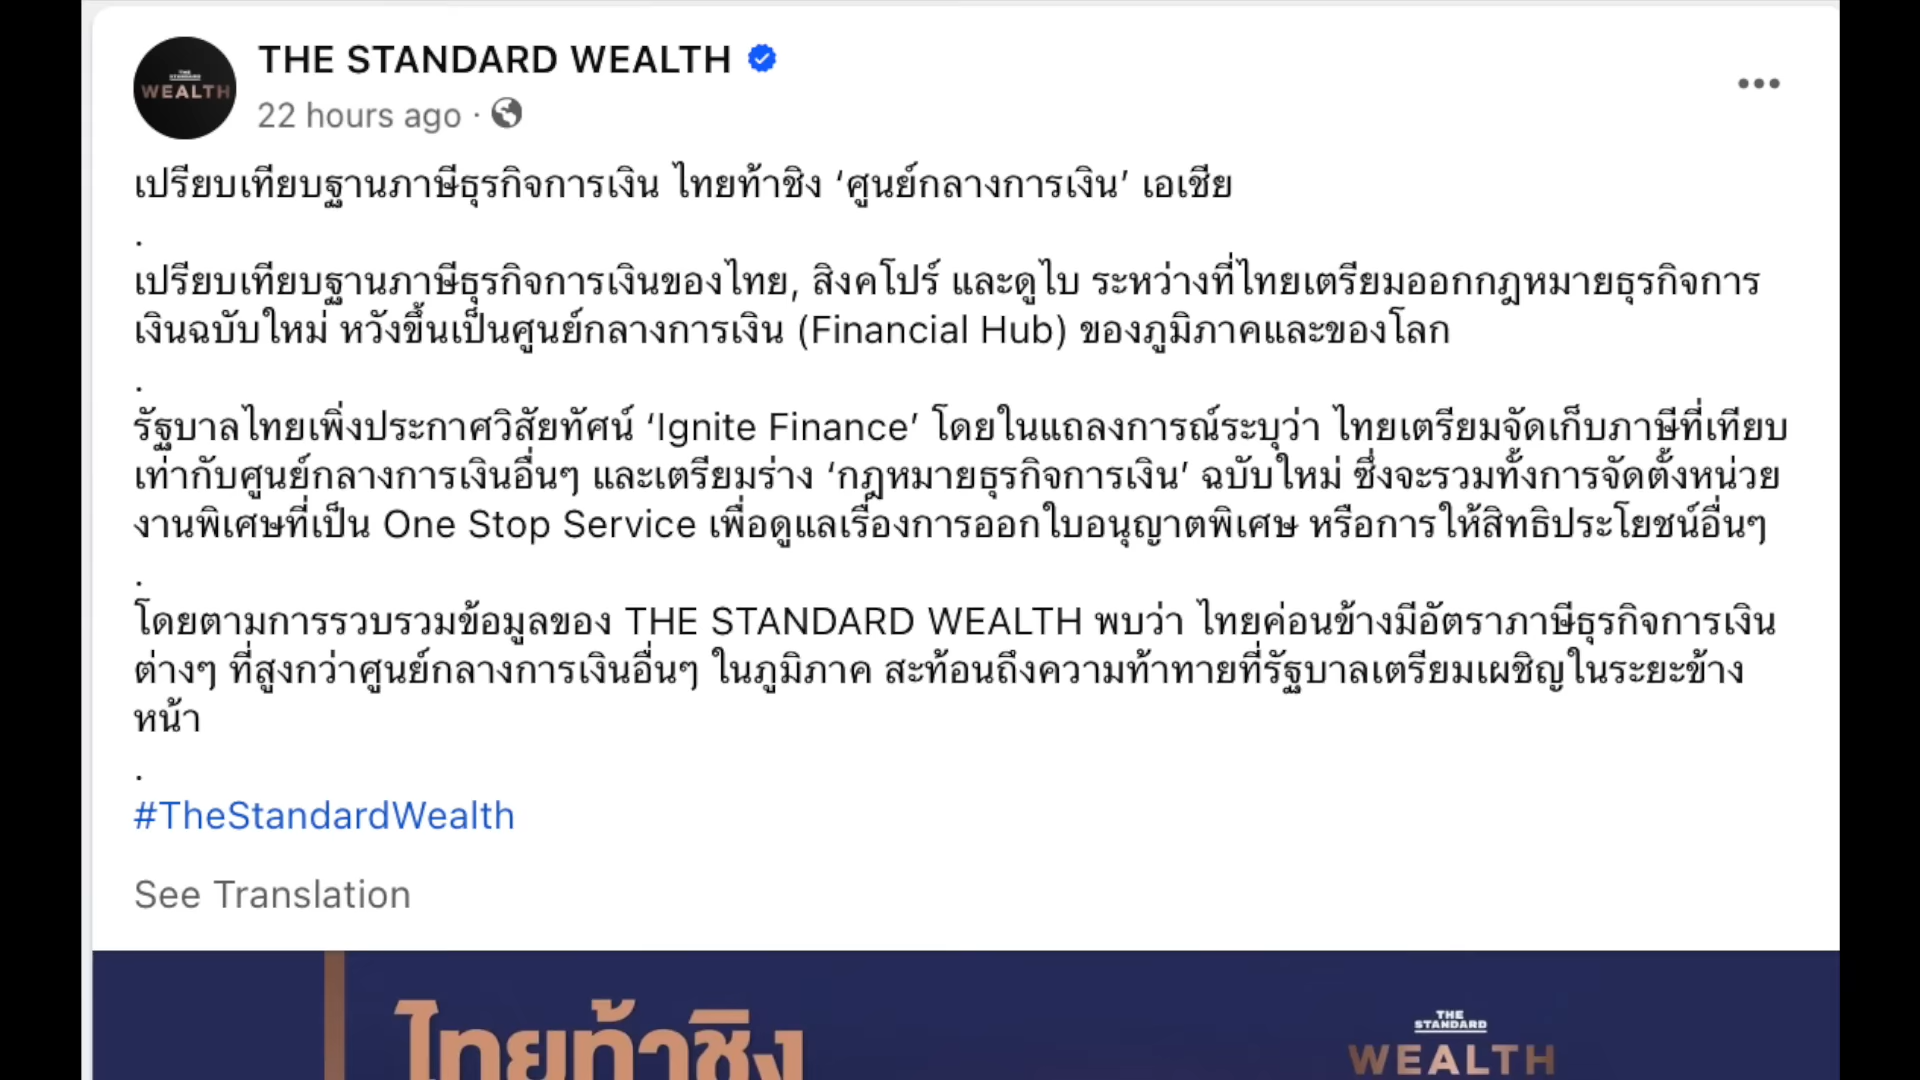 THE STANDARD WEALTH
22 hours ago ·
THE STANDARD
WEALTH
เปรียบเทียบฐานภาษีธุรกิจการเงิน ไทยท้าชิง ‘ศูนย์กลางการเงิน’ เอเชีย
.
เปรียบเทียบฐานภาษีธุรกิจการเงินของไทย, สิงคโปร์ และดูไบ ระหว่างที่ไทยเตรียมออกกฎหมายธุรกิจการ
เงินฉบับใหม่ หวังขึ้นเป็นศูนย์กลางการเงิน (Financial Hub) ของภูมิภาคและของโลก
.
รัฐบาลไทยเพิ่งประกาศวิสัยทัศน์ ‘Ignite Finance’ โดยในแถลงการณ์ระบุว่า ไทยเตรียมจัดเก็บภาษีที่เทียบ
เท่ากับศูนย์กลางการเงินอื่นๆ และเตรียมร่าง ‘กฎหมายธุรกิจการเงิน’ ฉบับใหม่ ซึ่งจะรวมทั้งการจัดตั้งหน่วย
งานพิเศษที่เป็น One Stop Service เพื่อดูแลเรื่องการออกใบอนุญาตพิเศษ หรือการให้สิทธิประโยชน์อื่นๆ
.
โดยตามการรวบรวมข้อมูลของ THE STANDARD WEALTH พบว่า ไทยค่อนข้างมีอัตราภาษีธุรกิจการเงิน
ต่างๆ ที่สูงกว่าศูนย์กลางการเงินอื่นๆ ในภูมิภาค สะท้อนถึงความท้าทายที่รัฐบาลเตรียมเผชิญในระยะข้าง
หน้า
.
#TheStandardWealth
See Translation
ไทยท้าชิง
THE
STANDARD
WEALTH